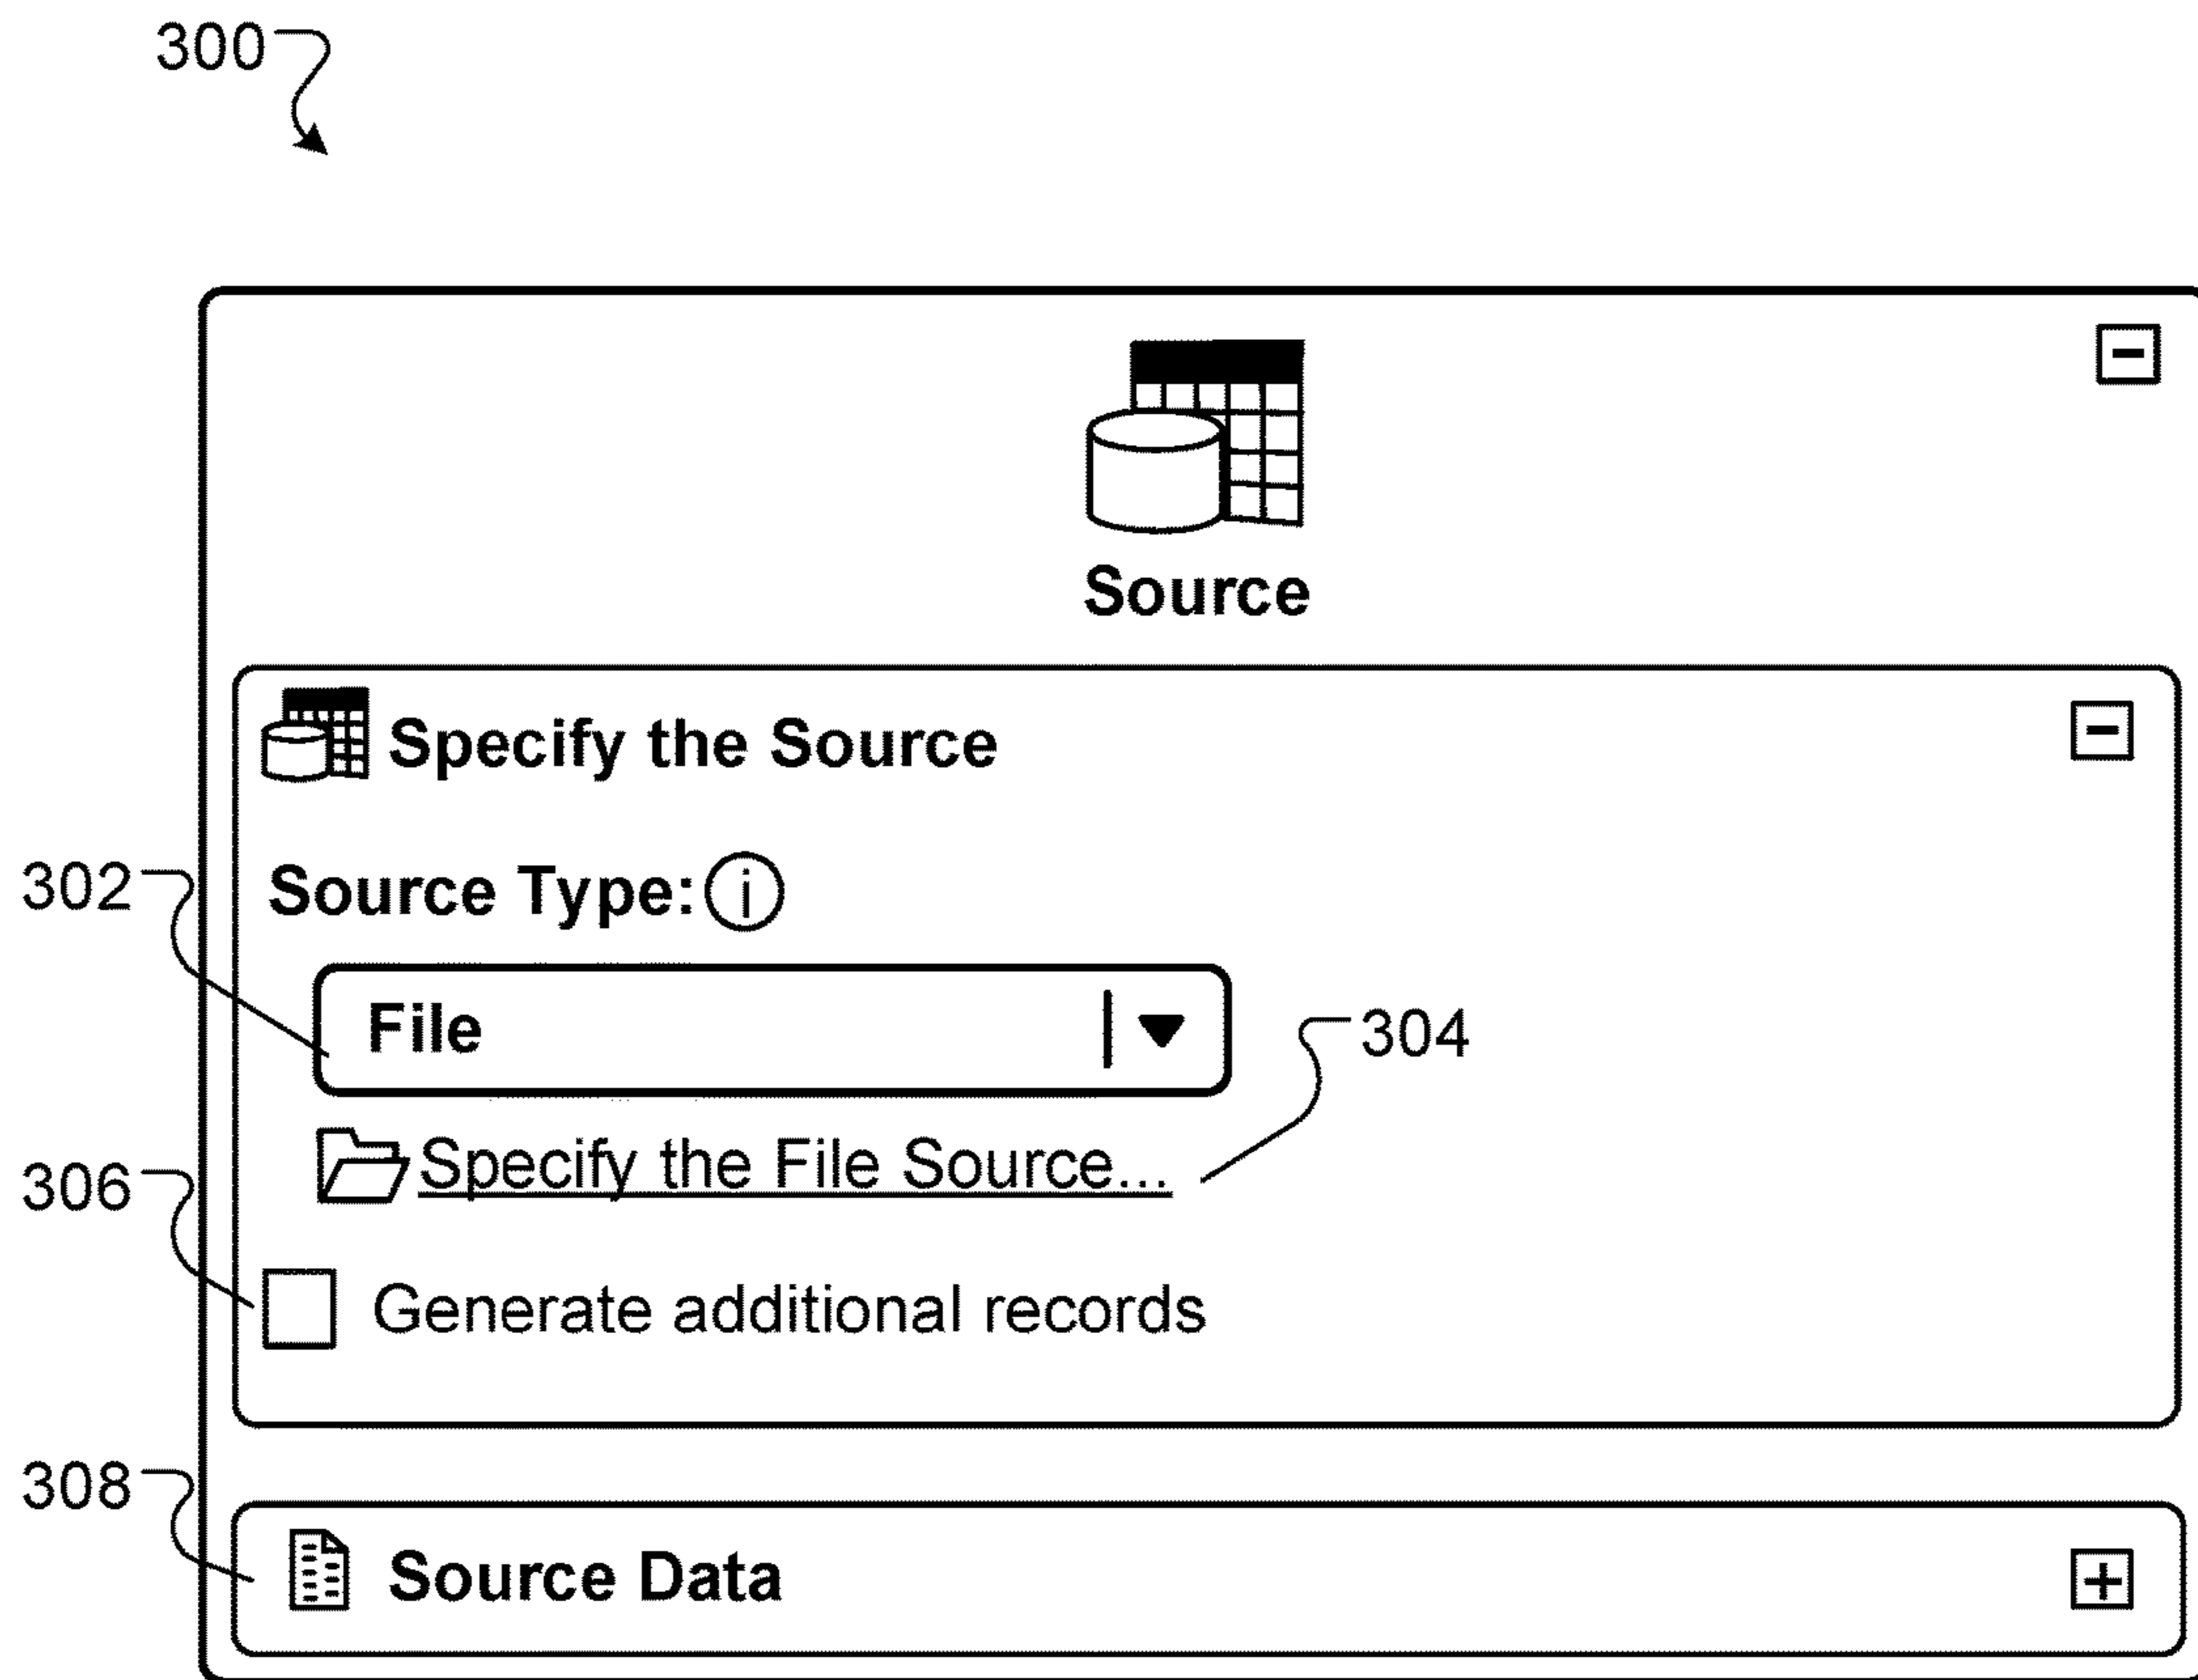 300
Source
Specify the Source
302
Source Type: i
File
304
Specify the File Source...
306
Generate additional records
308
Source Data